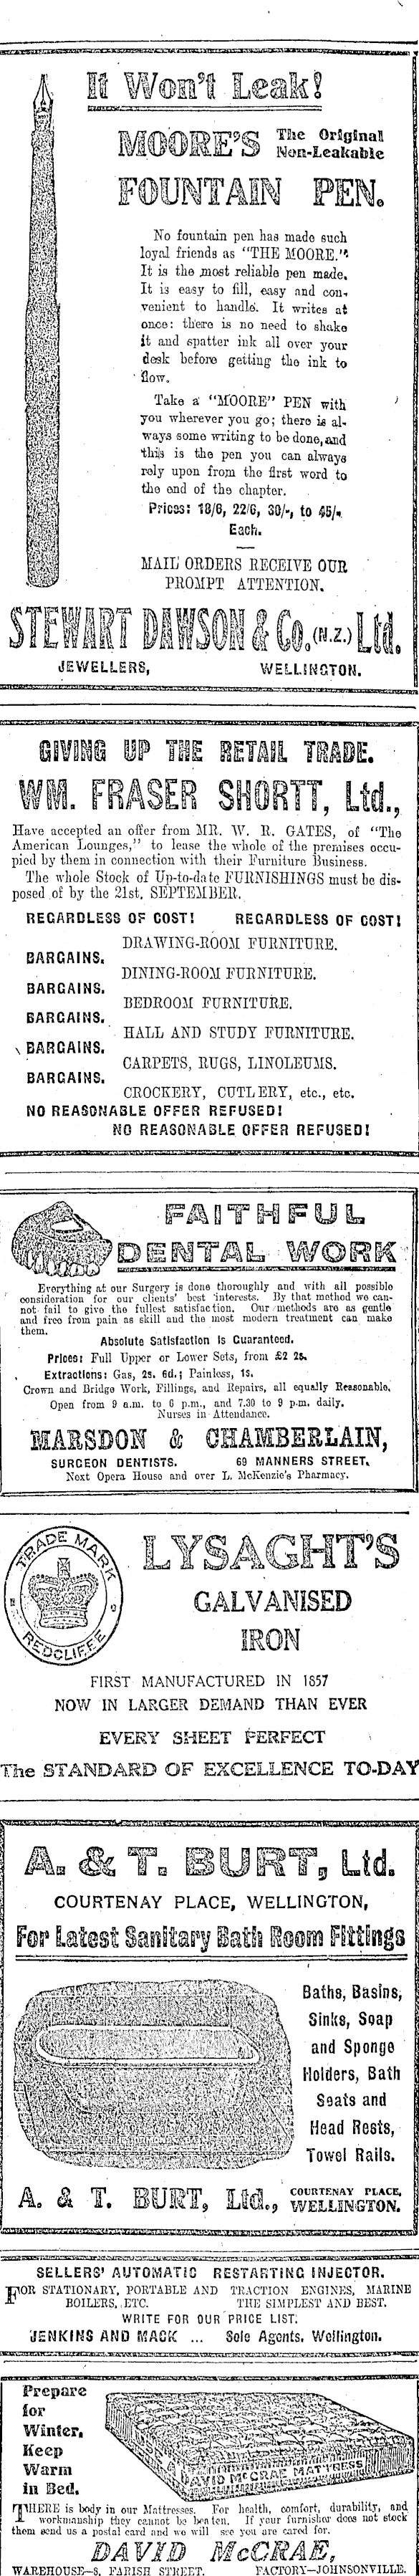 It Won't Leak!
MOORE'S The Original
Non-Leakable
FOUNTAIN PEN.
No fountain pen has made such
loyal friends as "THE MOORE."
It is the most reliable pen made.
It is easy to fill, easy and con-
venient to handle. It writes at
once: there is no need to shake
it and spatter ink all over your
desk before getting the ink to
flow.
Take a "MOORE" PEN with
you wherever you go; there is al-
ways some writing to be done, and
this is the pen you can always
rely upon from the first word to
the end of the chapter.
Prices: 18/6, 22/6, 30/-, to 45/-
Each.
MAIL ORDERS RECEIVE OUR
PROMPT ATTENTION.
STEWART DAWSON & Co. (N.Z.) Ltd.
JEWELLERS, WELLINGTON.
GIVING UP THE RETAIL TRADE.
WM. FRASER SHORTT, Ltd.,
Have accepted an offer from MR. W. R. GATES, of "The
American Lounges," to lease the whole of the premises occu-
pied by them in connection with their Furniture Business.
The whole Stock of Up-to-date FURNISHINGS must be dis-
posed of by the 21st. SEPTEMBER.
REGARDLESS OF COST! REGARDLESS OF COST!
DRAWING-ROOM FURNITURE.
BARGAINS.
DINING-ROOM FURNITURE.
BARGAINS.
BEDROOM FURNITURE.
BARGAINS.
HALL AND STUDY FURNITURE.
BARGAINS.
CARPETS, RUGS, LINOLEUMS.
BARGAINS.
CROCKERY, CUTLERY, etc., etc.
NO REASONABLE OFFER REFUSED!
NO REASONABLE OFFER REFUSED!
FAITHFUL
DENTAL WORK
Everything at our Surgery is done thoroughly and with all possible
consideration for our clients' best interests. By that method we can-
not fail to give the fullest satisfaction. Our methods are as gentle
and free from pain as skill and the most modern treatment can make
them.
Absolute Satisfaction is Guaranteed.
Prices: Full Upper or Lower Sets, from £2 2s.
Extractions: Gas, 2s. 6d.; Painless, 1s.
Crown and Bridge Work, Fillings, and Repairs, all equally Reasonable.
Open from 9 a.m. to 6 p.m., and 7.30 to 9 p.m. daily.
Nurses in Attendance.
MARSDON & CHAMBERLAIN,
SURGEON DENTISTS. 69 MANNERS STREET.
Next Opera House and over L. McKenzie's Pharmacy.
TRADE MARK
REDCLIFFE
LYSAGHT'S
GALVANISED
IRON
FIRST MANUFACTURED IN 1857
NOW IN LARGER DEMAND THAN EVER
EVERY SHEET PERFECT
The STANDARD OF EXCELLENCE TO-DAY
A. & T. BURT, Ltd.
COURTENAY PLACE, WELLINGTON,
For Latest Sanitary Bath Room Fittings
Baths, Basins,
Sinks, Soap
and Sponge
Holders, Bath
Seats and
Head Rests,
Towel Rails.
A. & T. BURT, Ltd., COURTENAY PLACE,
WELLINGTON.
SELLERS' AUTOMATIC RESTARTING INJECTOR.
FOR STATIONARY, PORTABLE AND TRACTION ENGINES, MARINE
BOILERS, ETC. THE SIMPLEST AND BEST.
WRITE FOR OUR PRICE LIST.
JENKINS AND MACK ... Sole Agents, Wellington.
Prepare
for
Winter.
Keep
Warm
in Bed.
DAVID McCRAE MATTRESS
THERE is body in our Mattresses. For health, comfort, durability, and
workmanship they cannot be beaten. If your furnisher does not stock
them send us a postal card and we will see you are cared for.
DAVID McCRAE,
WAREHOUSE—8, FARISH STREET. FACTORY—JOHNSONVILLE.